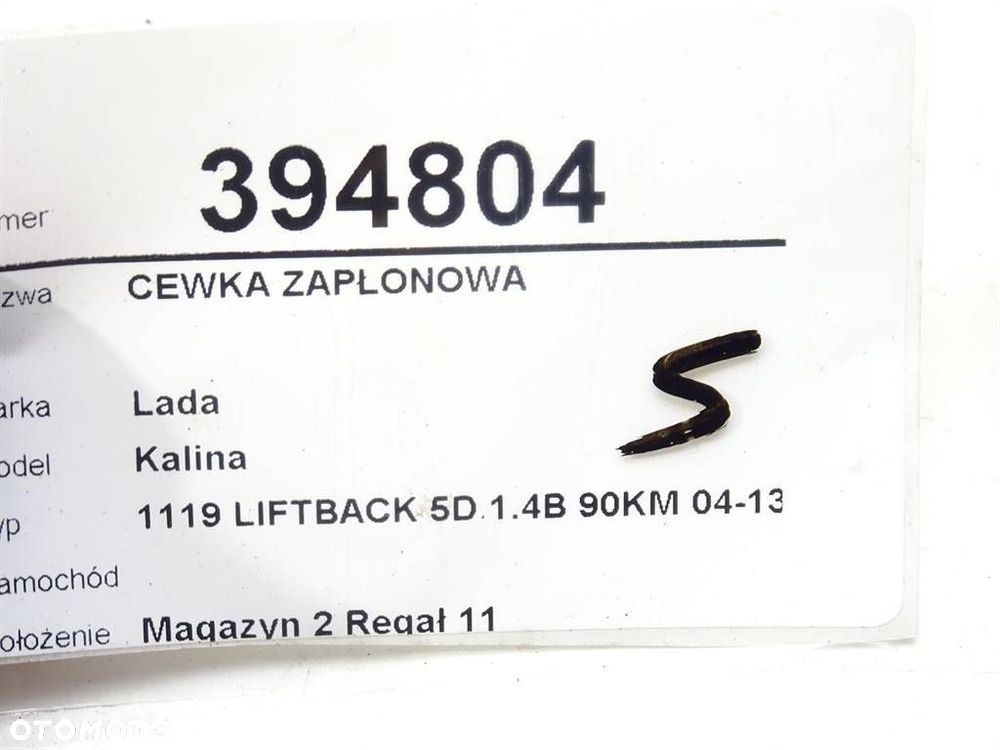 mer 394804
zwa CEWKA ZAPŁONOWA
S
arka Lada
odel Kalina
yp 1119 LIFTBACK 5D 1.4B 90KM 04-13
amochód
ołożenie Magazyn 2 Regał 11
OTOMOTO